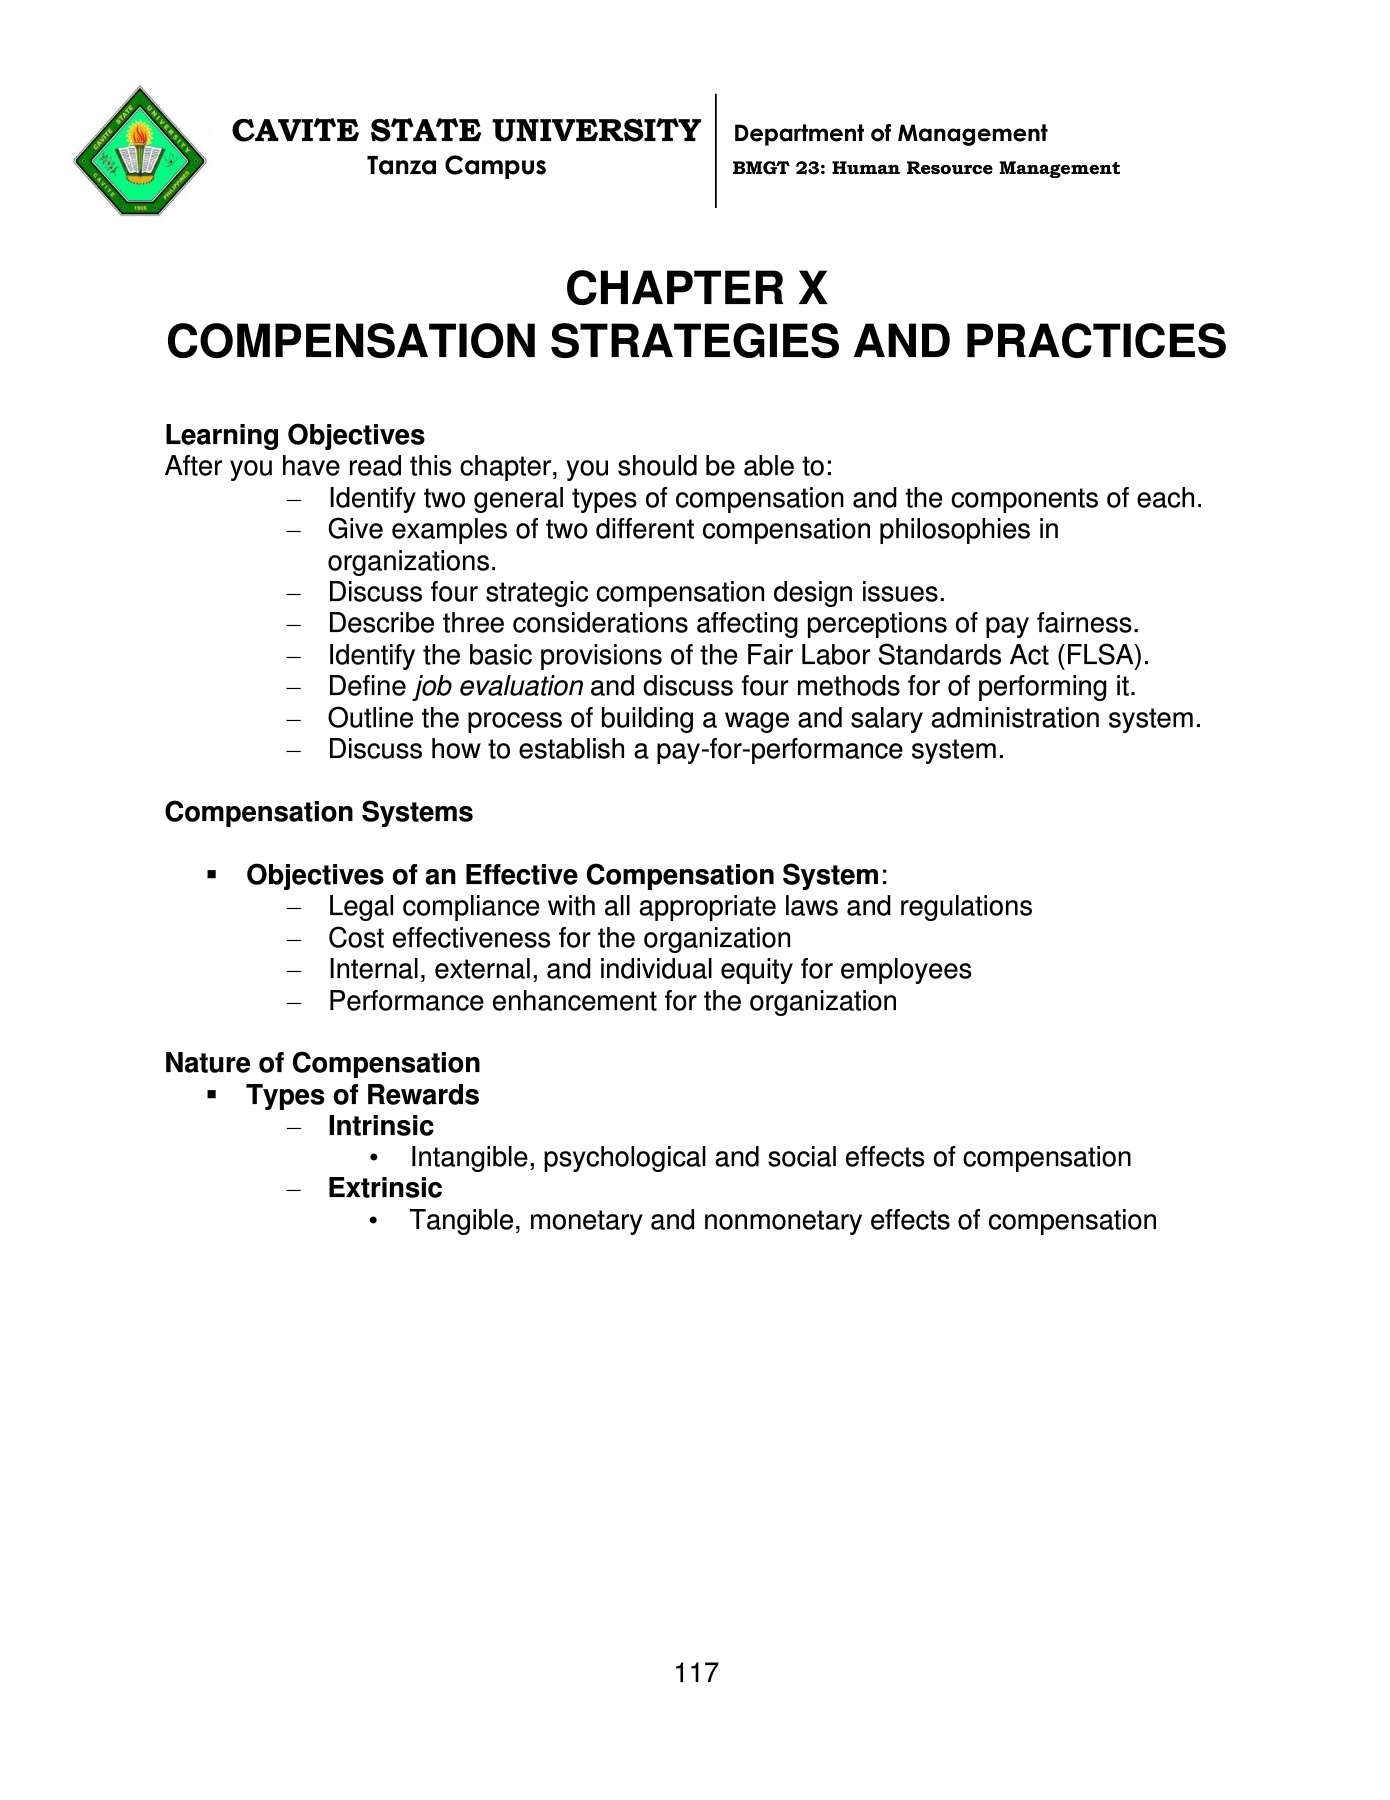 CAVITE STATE UNIVERSITY
Tanza Campus
Department of Management
BMGT 23: Human Resource Management
CAVITE STATE UNIVERSITY
CAVITE
PHILIPPINES
1906
CHAPTER X
COMPENSATION STRATEGIES AND PRACTICES
Learning Objectives
After you have read this chapter, you should be able to:
– Identify two general types of compensation and the components of each.
– Give examples of two different compensation philosophies in
organizations.
– Discuss four strategic compensation design issues.
– Describe three considerations affecting perceptions of pay fairness.
– Identify the basic provisions of the Fair Labor Standards Act (FLSA).
– Define job evaluation and discuss four methods for of performing it.
– Outline the process of building a wage and salary administration system.
– Discuss how to establish a pay-for-performance system.
Compensation Systems
▪ Objectives of an Effective Compensation System:
– Legal compliance with all appropriate laws and regulations
– Cost effectiveness for the organization
– Internal, external, and individual equity for employees
– Performance enhancement for the organization
Nature of Compensation
▪ Types of Rewards
– Intrinsic
• Intangible, psychological and social effects of compensation
– Extrinsic
• Tangible, monetary and nonmonetary effects of compensation
117